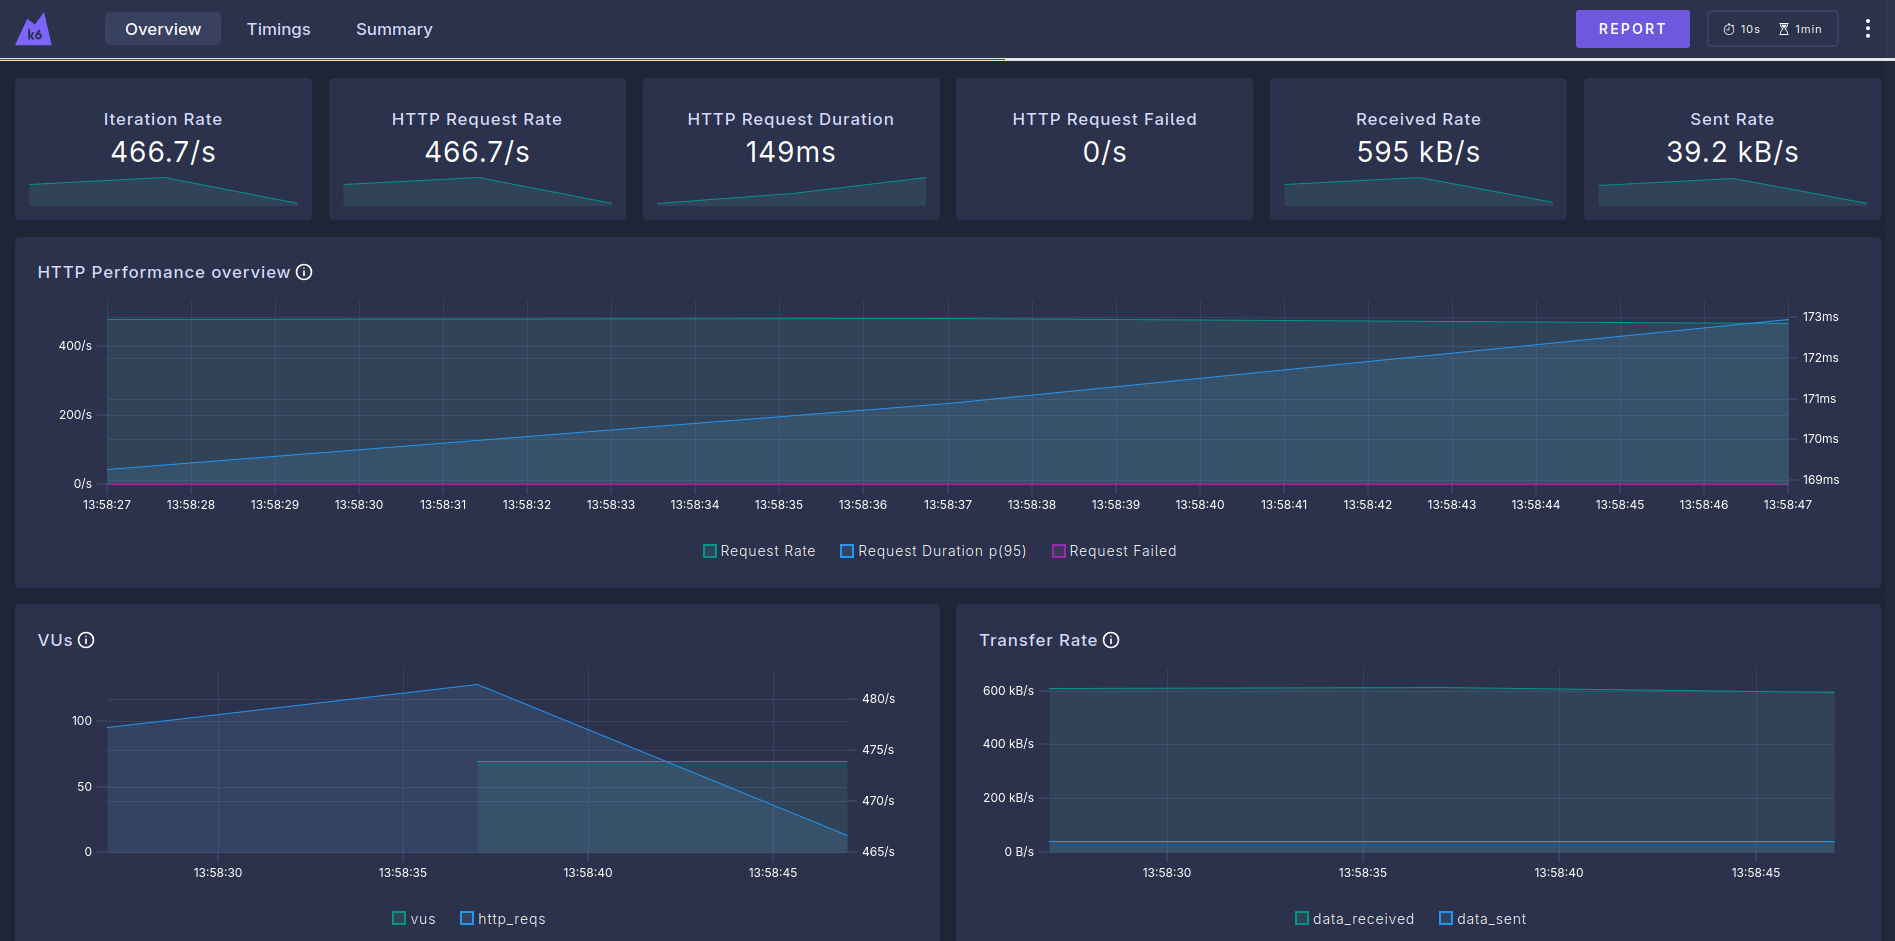 k6 Overview Timings Summary REPORT 10s 1min
Iteration Rate HTTP Request Rate HTTP Request Duration HTTP Request Failed Received Rate Sent Rate
466.7/s 466.7/s 149ms 0/s 595 kB/s 39.2 kB/s
HTTP Performance overview
173ms
400/s
172ms
171ms
200/s
170ms
0/s
169ms
13:58:27 13:58:28 13:58:29 13:58:30 13:58:31 13:58:32 13:58:33 13:58:34 13:58:35 13:58:36 13:58:37 13:58:38 13:58:39 13:58:40 13:58:41 13:58:42 13:58:43 13:58:44 13:58:45 13:58:46 13:58:47
Request Rate Request Duration p(95) Request Failed
VUs
480/s
100
475/s
50
470/s
0 465/s
13:58:30 13:58:35 13:58:40 13:58:45
vus http_reqs
Transfer Rate
600 kB/s
400 kB/s
200 kB/s
0 B/s
13:58:30 13:58:35 13:58:40 13:58:45
data_received data_sent